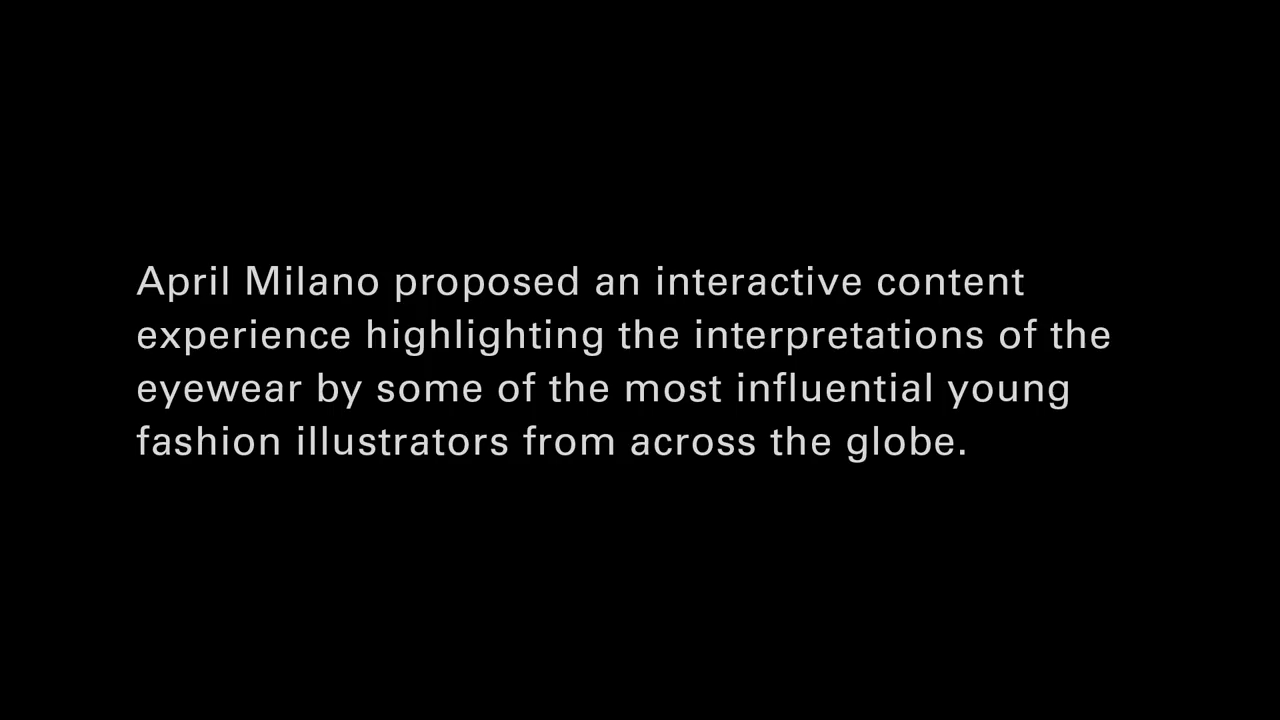 April Milano proposed an interactive content
experience highlighting the interpretations of the
eyewear by some of the most influential young
fashion illustrators from across the globe.